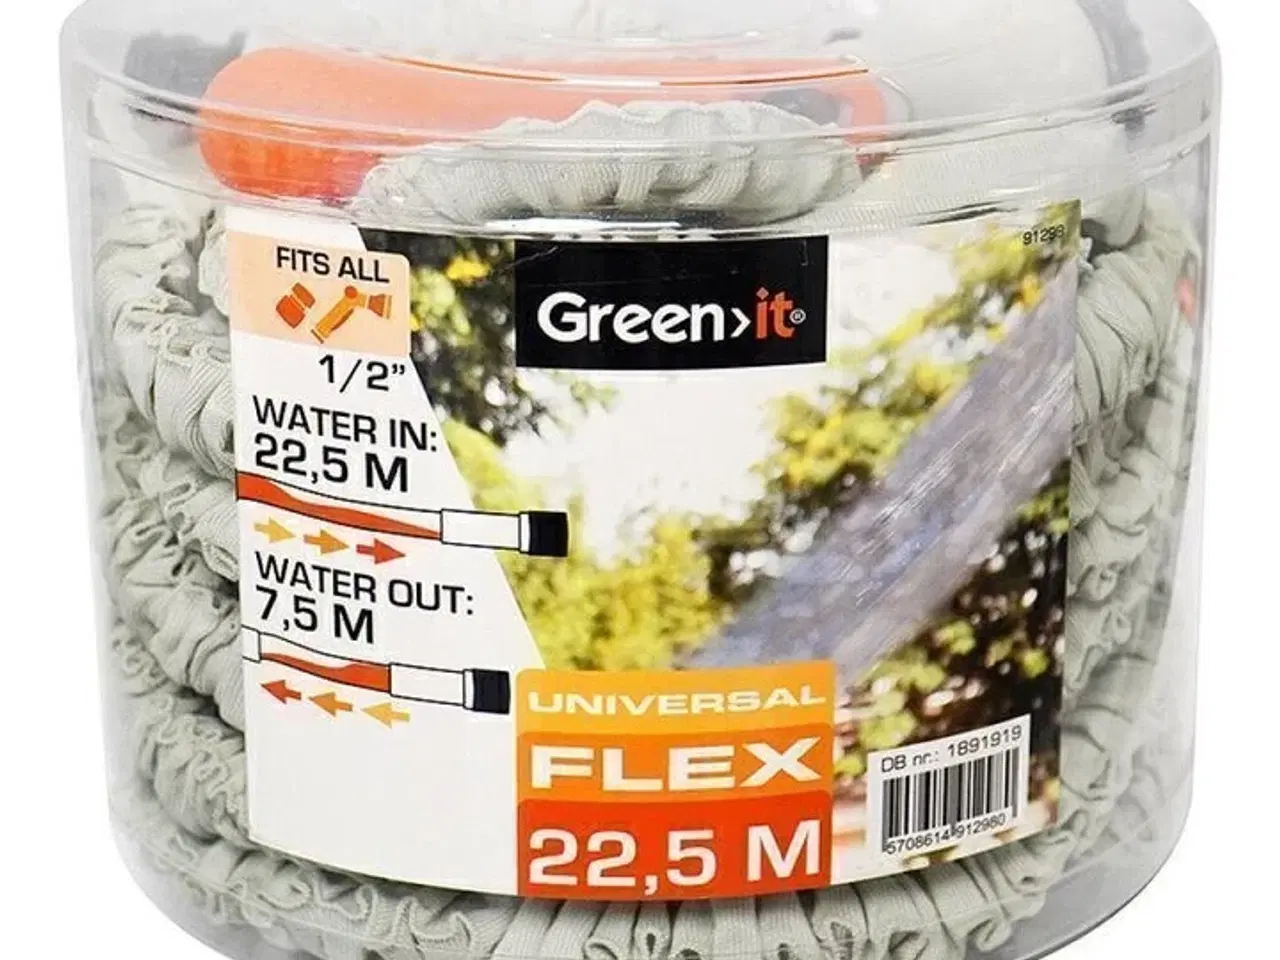 FITS ALL
1/2”
Green›it®
WATER IN:
22,5 M
WATER OUT:
7,5 M
UNIVERSAL
FLEX
22,5 M
DB nr.: 1891919
5708614 912980